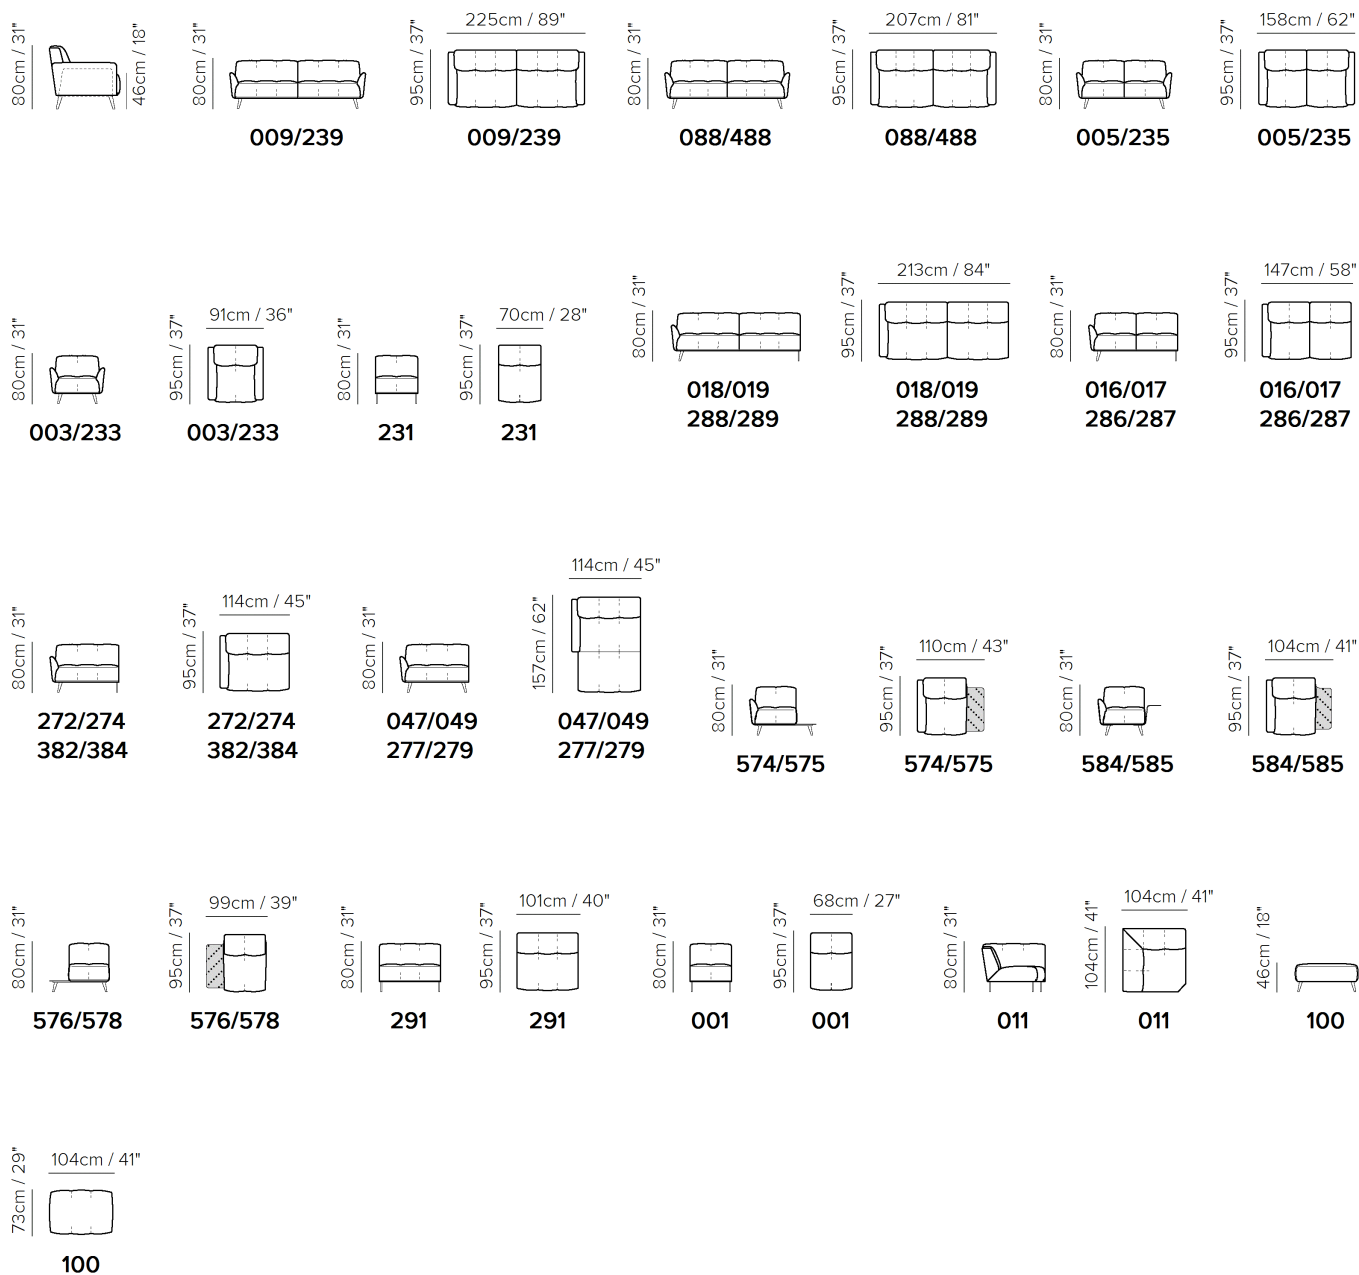 80cm / 31"
46cm / 18"
80cm / 31"
009/239
95cm / 37"
225cm / 89"
009/239
80cm / 31"
088/488
95cm / 37"
207cm / 81"
088/488
80cm / 31"
005/235
95cm / 37"
158cm / 62"
005/235
80cm / 31"
003/233
95cm / 37"
91cm / 36"
003/233
80cm / 31"
231
95cm / 37"
70cm / 28"
231
80cm / 31"
018/019
288/289
95cm / 37"
213cm / 84"
018/019
288/289
80cm / 31"
016/017
286/287
95cm / 37"
147cm / 58"
016/017
286/287
80cm / 31"
272/274
382/384
95cm / 37"
114cm / 45"
272/274
382/384
80cm / 31"
047/049
277/279
157cm / 62"
114cm / 45"
047/049
277/279
80cm / 31"
574/575
95cm / 37"
110cm / 43"
574/575
80cm / 31"
584/585
95cm / 37"
104cm / 41"
584/585
80cm / 31"
576/578
95cm / 37"
99cm / 39"
576/578
80cm / 31"
291
95cm / 37"
101cm / 40"
291
80cm / 31"
001
95cm / 37"
68cm / 27"
001
80cm / 31"
011
104cm / 41"
104cm / 41"
011
46cm / 18"
100
73cm / 29"
104cm / 41"
100